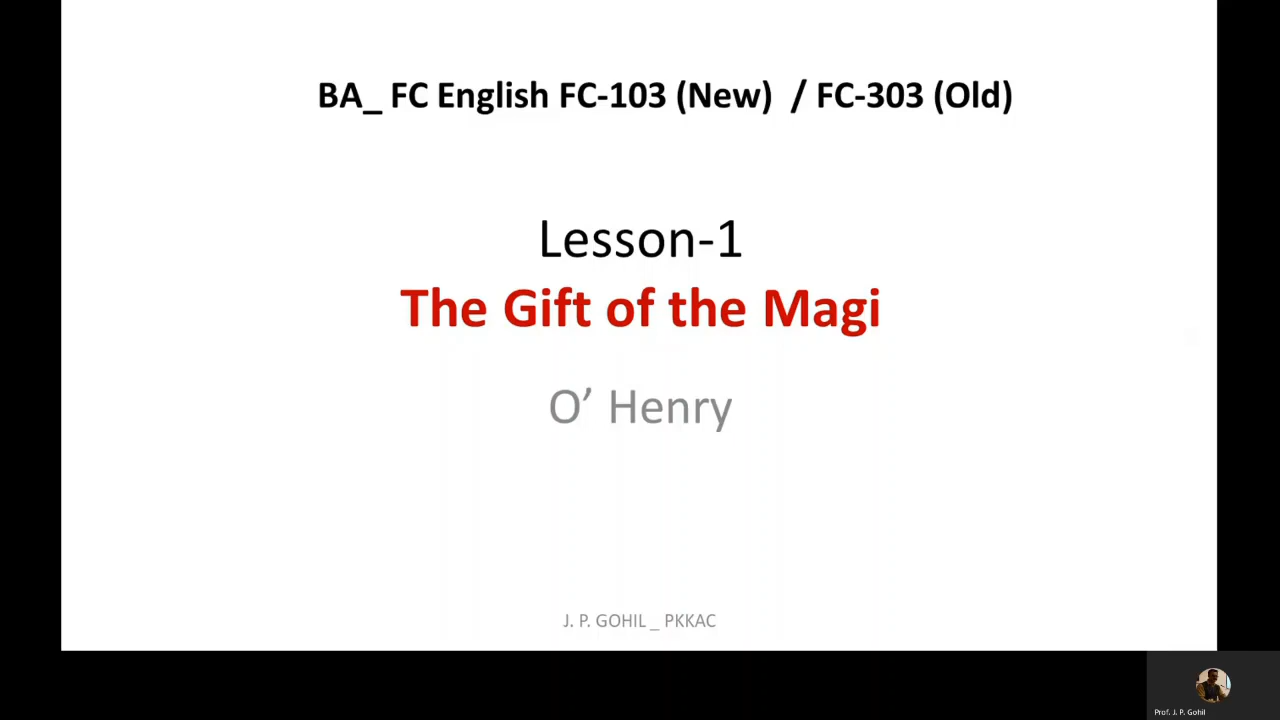 BA_ FC English FC-103 (New) / FC-303 (Old)
Lesson-1
The Gift of the Magi
O’ Henry
J. P. GOHIL _ PKKAC
Prof. J. P. Gohil